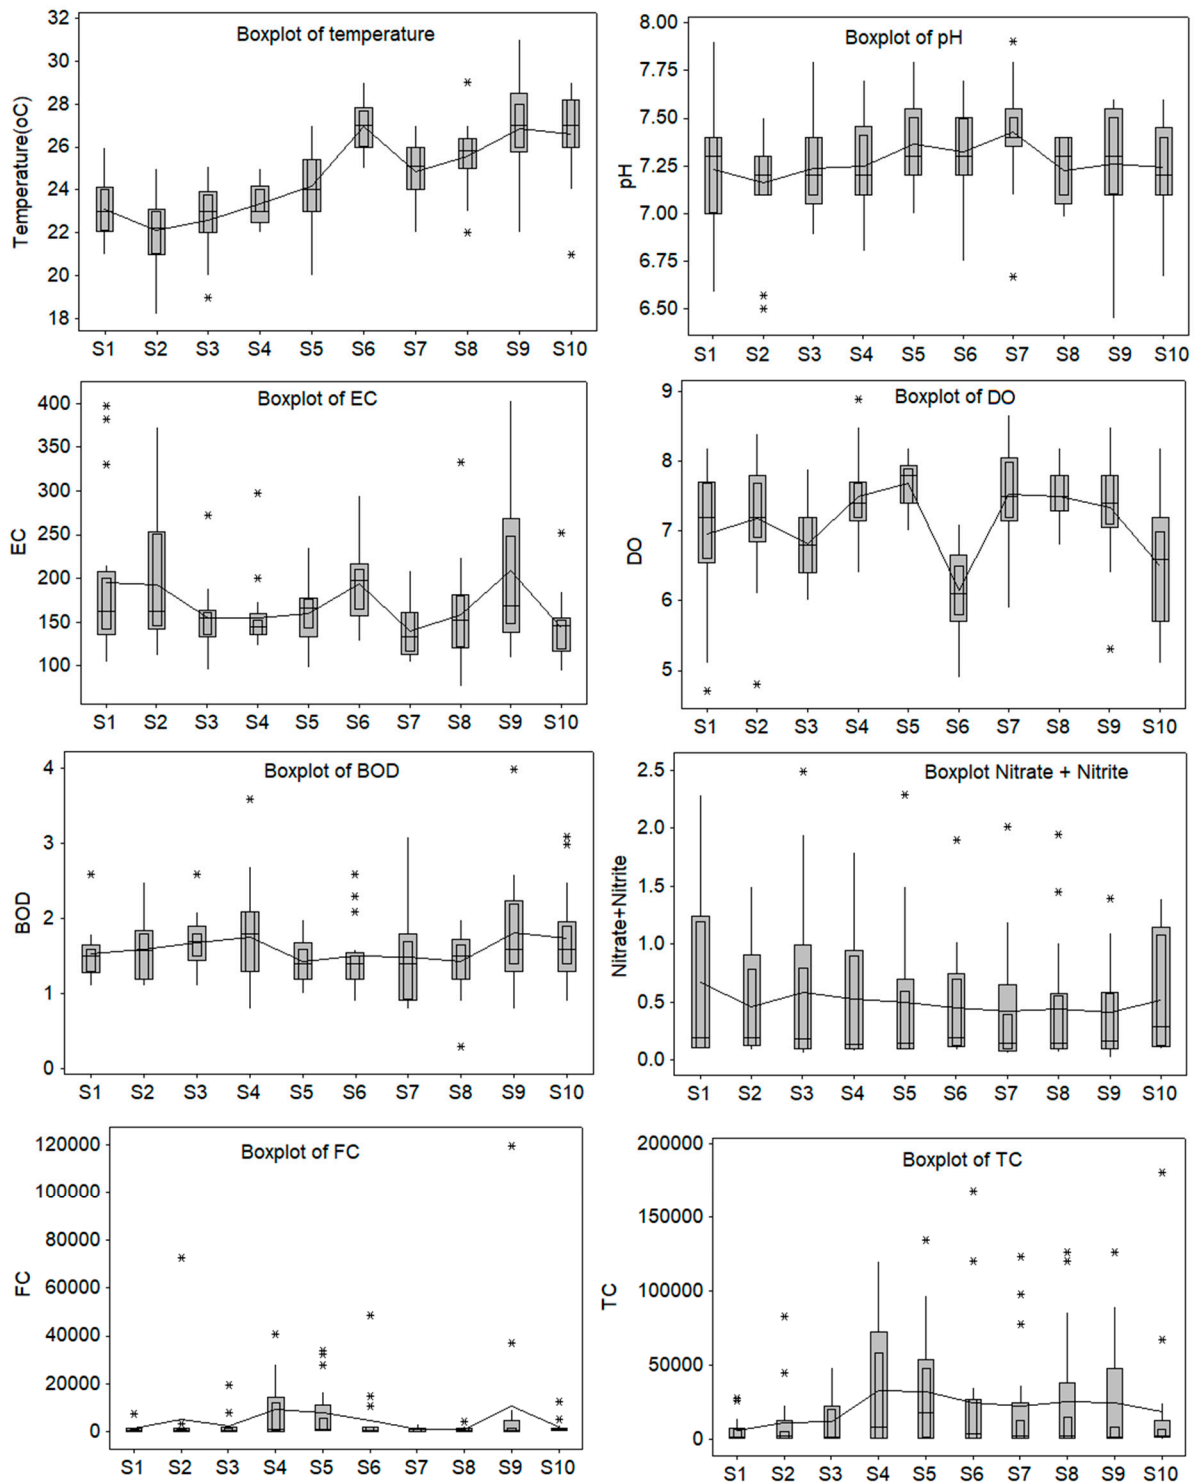 Boxplot of temperature
Temperature(oC)
32
30
28
26
24
22
20
18
S1 S2 S3 S4 S5 S6 S7 S8 S9 S10
Boxplot of pH
pH
8.00
7.75
7.50
7.25
7.00
6.75
6.50
S1 S2 S3 S4 S5 S6 S7 S8 S9 S10
Boxplot of EC
EC
400
350
300
250
200
150
100
S1 S2 S3 S4 S5 S6 S7 S8 S9 S10
Boxplot of DO
DO
9
8
7
6
5
S1 S2 S3 S4 S5 S6 S7 S8 S9 S10
Boxplot of BOD
BOD
4
3
2
1
0
S1 S2 S3 S4 S5 S6 S7 S8 S9 S10
Boxplot Nitrate + Nitrite
Nitrate+Nitrite
2.5
2.0
1.5
1.0
0.5
0.0
S1 S2 S3 S4 S5 S6 S7 S8 S9 S10
Boxplot of FC
FC
120000
100000
80000
60000
40000
20000
0
S1 S2 S3 S4 S5 S6 S7 S8 S9 S10
Boxplot of TC
TC
200000
150000
100000
50000
0
S1 S2 S3 S4 S5 S6 S7 S8 S9 S10